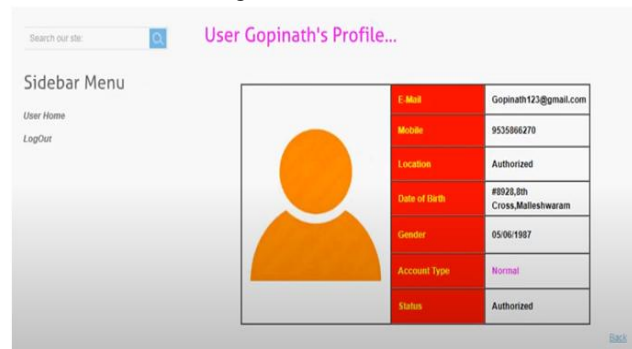 Search our site:
User Gopinath's Profile...
Sidebar Menu
User Home
LogOut
E-Mail Gopinath123@gmail.com
Mobile 9535866270
Location Authorized
Date of Birth #8928,8th
Cross,Malleshwaram
Gender 05/06/1987
Account Type Normal
Status Authorized
Back